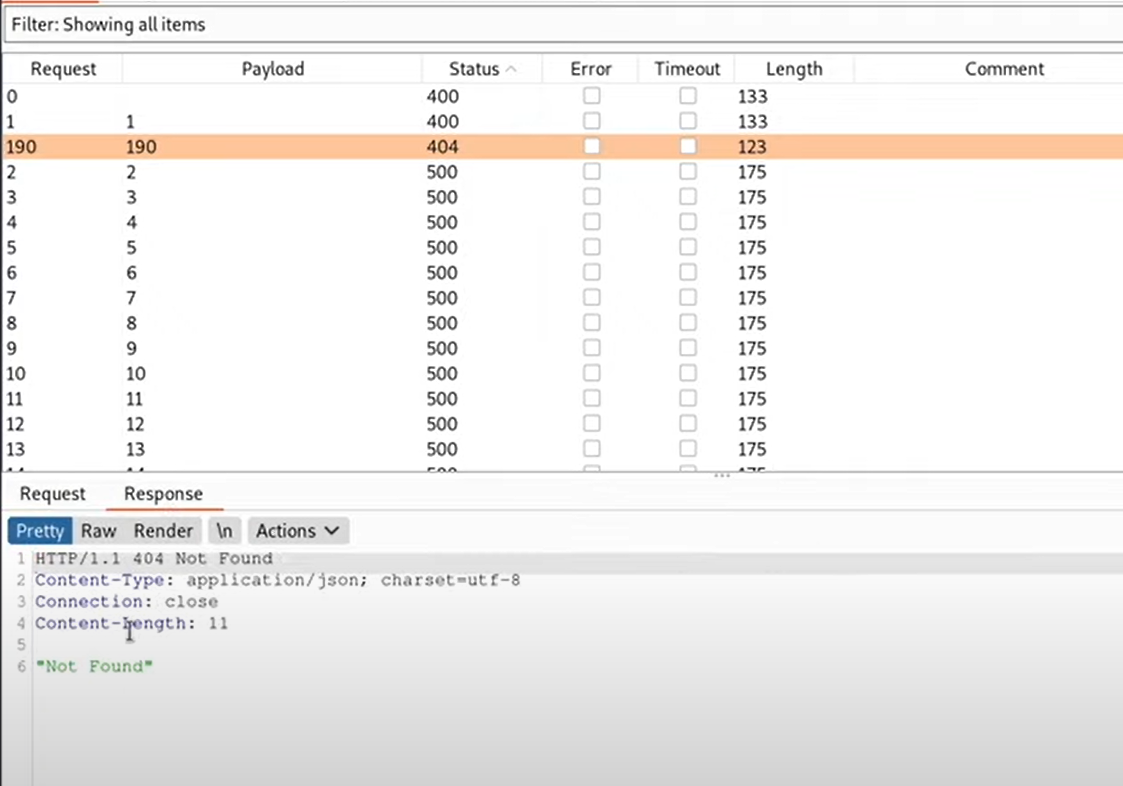 Filter: Showing all items
Request Payload Status Error Timeout Length Comment
0 400 133
1 1 400 133
190 190 404 123
2 2 500 175
3 3 500 175
4 4 500 175
5 5 500 175
6 6 500 175
7 7 500 175
8 8 500 175
9 9 500 175
10 10 500 175
11 11 500 175
12 12 500 175
13 13 500 175
Request Response
Pretty Raw Render \n Actions
1 HTTP/1.1 404 Not Found
2 Content-Type: application/json; charset=utf-8
3 Connection: close
4 Content-Length: 11
5
6 "Not Found"